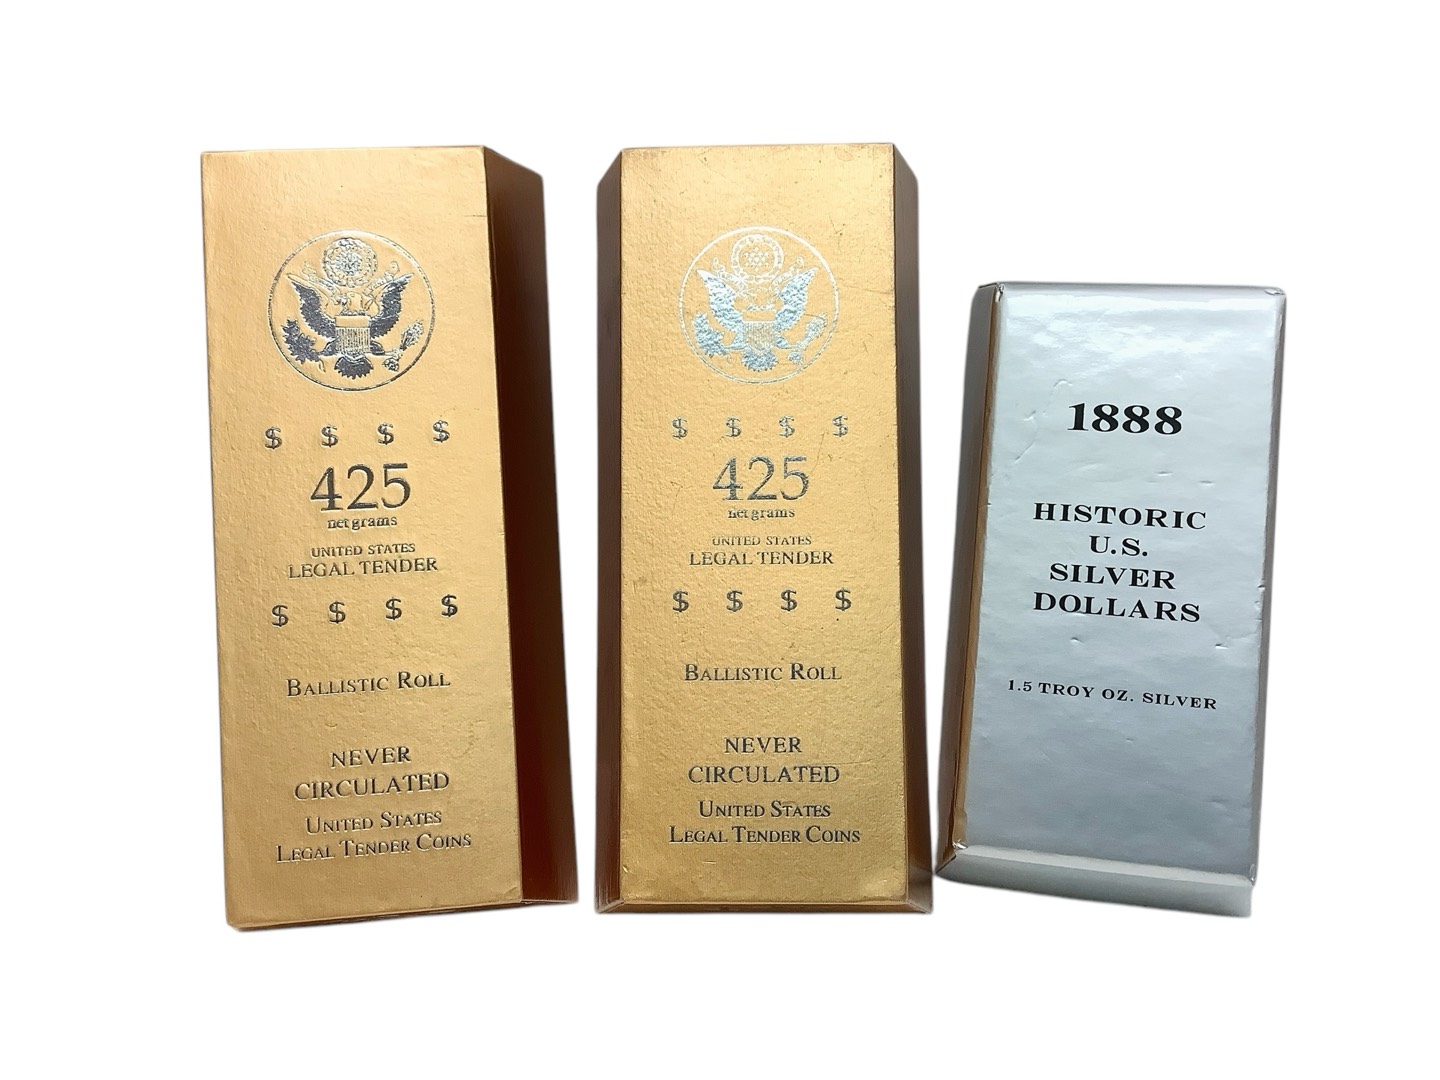 $ $ $ $
425
net grams
UNITED STATES
LEGAL TENDER
$ $ $ $
BALLISTIC ROLL
NEVER
CIRCULATED
UNITED STATES
LEGAL TENDER COINS
$ $ $ $
425
net grams
UNITED STATES
LEGAL TENDER
$ $ $ $
BALLISTIC ROLL
NEVER
CIRCULATED
UNITED STATES
LEGAL TENDER COINS
1888
HISTORIC
U.S.
SILVER
DOLLARS
1.5 TROY OZ. SILVER